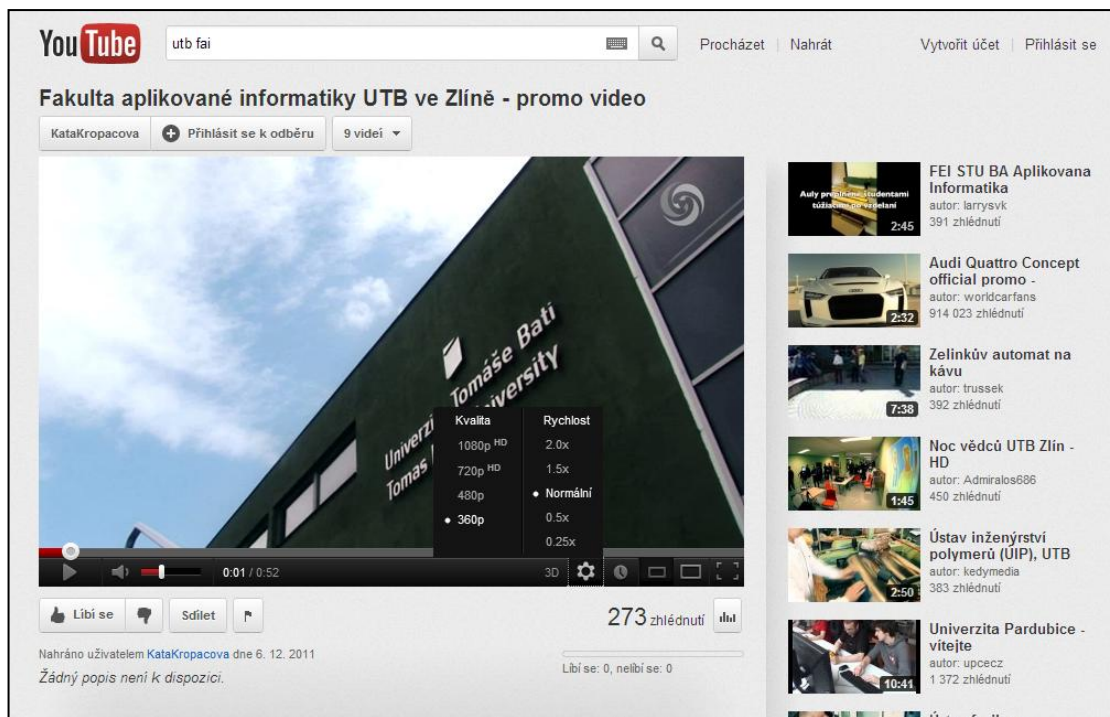 YouTube
utb fai
Procházet | Nahrát
Vytvořit účet | Přihlásit se
Fakulta aplikované informatiky UTB ve Zlíně - promo video
KataKropacova
Přihlásit se k odběru
9 videí
Univerzita Tomáše Bati
Tomas University
Kvalita
1080p HD
720p HD
480p
360p
Rychlost
2.0x
1.5x
Normální
0.5x
0.25x
0:01 / 0:52
3D
Líbí se
Sdílet
273 zhlédnutí
Nahráno uživatelem KataKropacova dne 6. 12. 2011
Žádný popis není k dispozici.
Líbí se: 0, nelíbí se: 0
Auly preplnené študentami
túžiacimi po vzdelaní
2:45
FEI STU BA Aplikovana
Informatika
autor: larrysvk
391 zhlédnutí
2:32
Audi Quattro Concept
official promo -
autor: worldcarfans
914 023 zhlédnutí
7:38
Zelinkův automat na
kávu
autor: trussek
392 zhlédnutí
1:45
Noc vědců UTB Zlín -
HD
autor: Admiralos686
450 zhlédnutí
2:50
Ústav inženýrství
polymerů (ÚIP), UTB
autor: kedymedia
383 zhlédnutí
10:41
Univerzita Pardubice -
vítejte
autor: upcecz
1 372 zhlédnutí